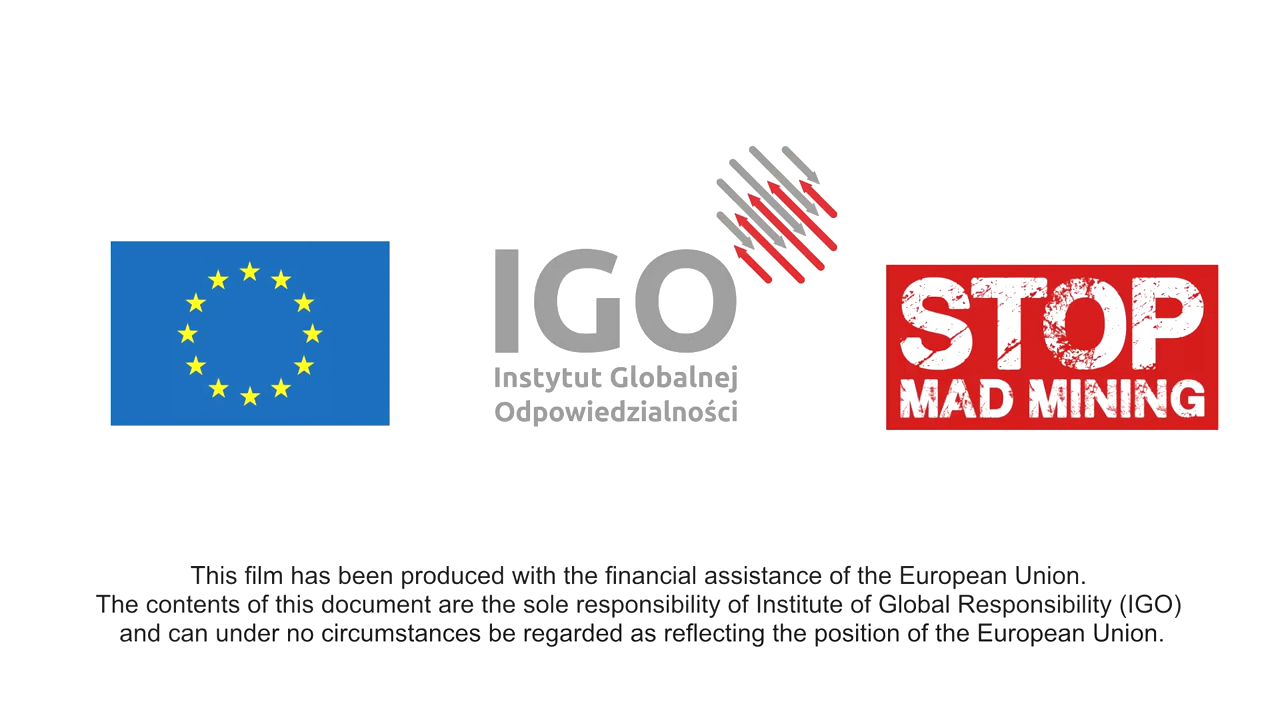 IGO
Instytut Globalnej
Odpowiedzialności
STOP
MAD MINING
This film has been produced with the financial assistance of the European Union.
The contents of this document are the sole responsibility of Institute of Global Responsibility (IGO)
and can under no circumstances be regarded as reflecting the position of the European Union.